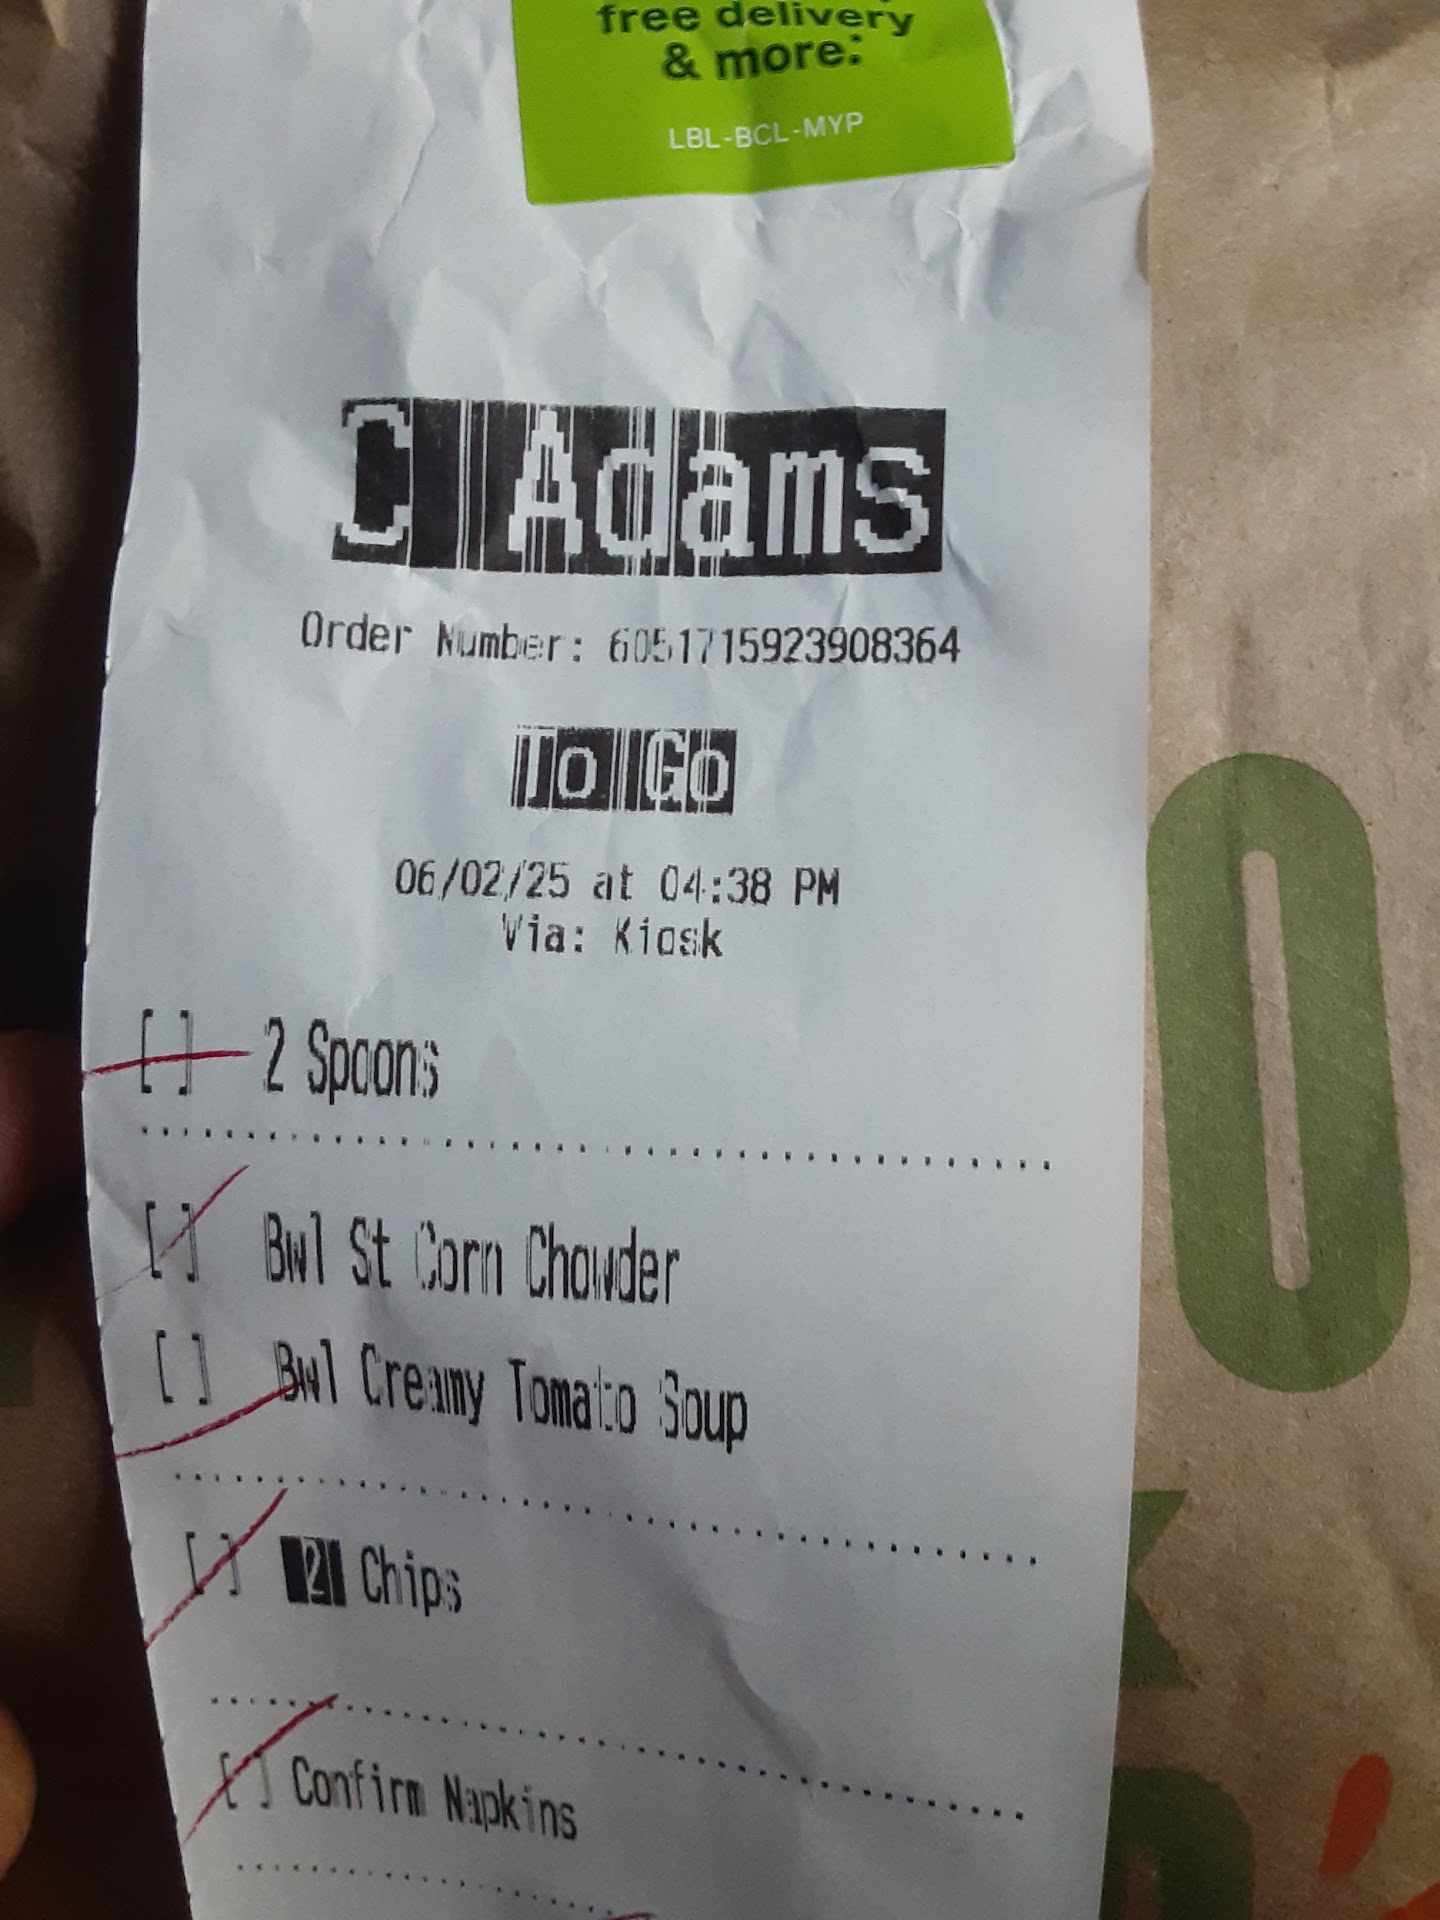 free delivery
& more:
LBL-BCL-MYP
C Adams
Order Number: 6051715923908364
To Go
06/02/25 at 04:38 PM
Via: Kiosk
[ ] 2 Spoons
[ ] Bwl St Corn Chowder
[ ] Bwl Creamy Tomato Soup
[ ] 2 Chips
[ ] Confirm Napkins